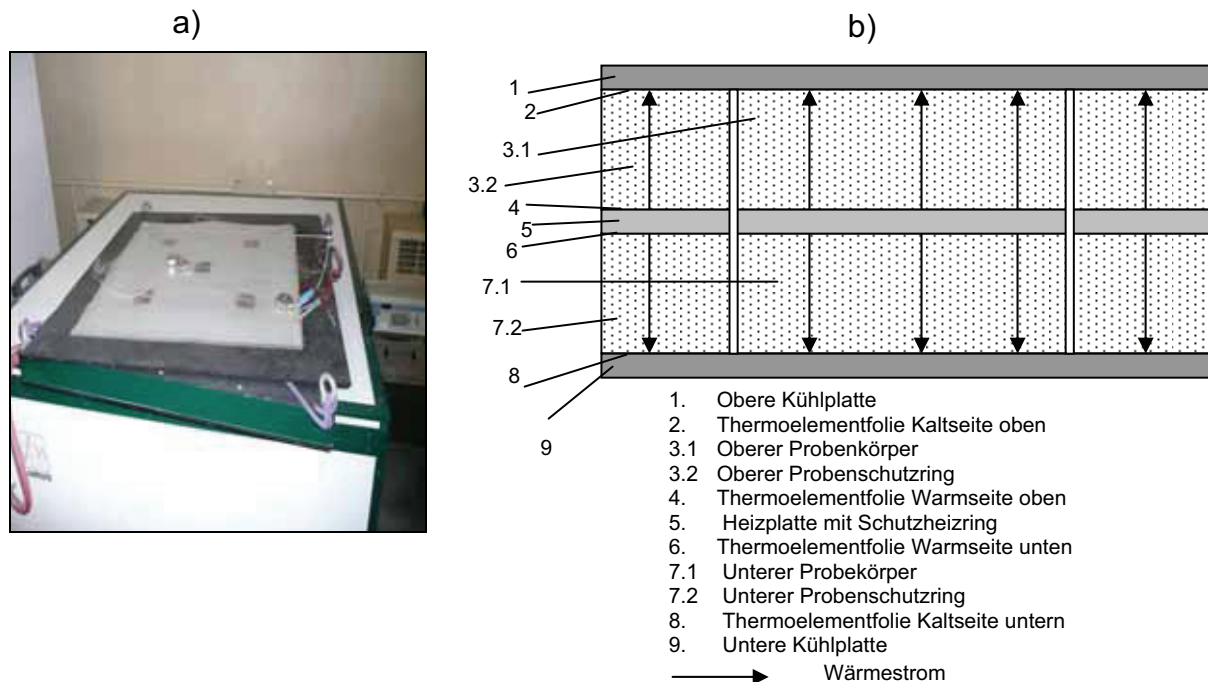 a)
b)
1
2
3.1
3.2
4
5
6
7.1
7.2
8
9
1. Obere Kühlplatte
2. Thermoelementfolie Kaltseite oben
3.1 Oberer Probenkörper
3.2 Oberer Probenschutzring
4. Thermoelementfolie Warmseite oben
5. Heizplatte mit Schutzheizring
6. Thermoelementfolie Warmseite unten
7.1 Unterer Probekörper
7.2 Unterer Probenschutzring
8. Thermoelementfolie Kaltseite untern
9. Untere Kühlplatte
Wärmestrom